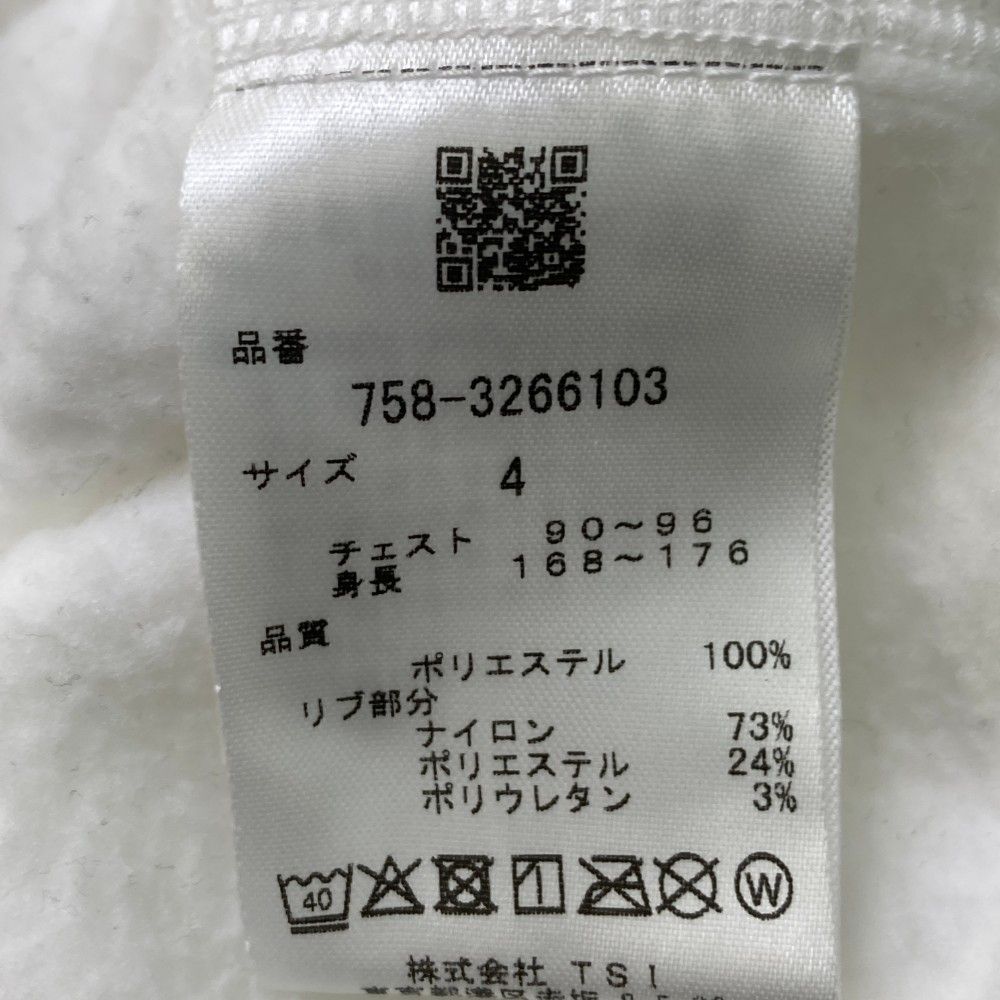 品番
758-3266103
サイズ 4
チェスト 90〜96
身長 168〜176
品質
ポリエステル 100%
リブ部分
ナイロン 73%
ポリエステル 24%
ポリウレタン 3%
40 W
株式会社 TSI